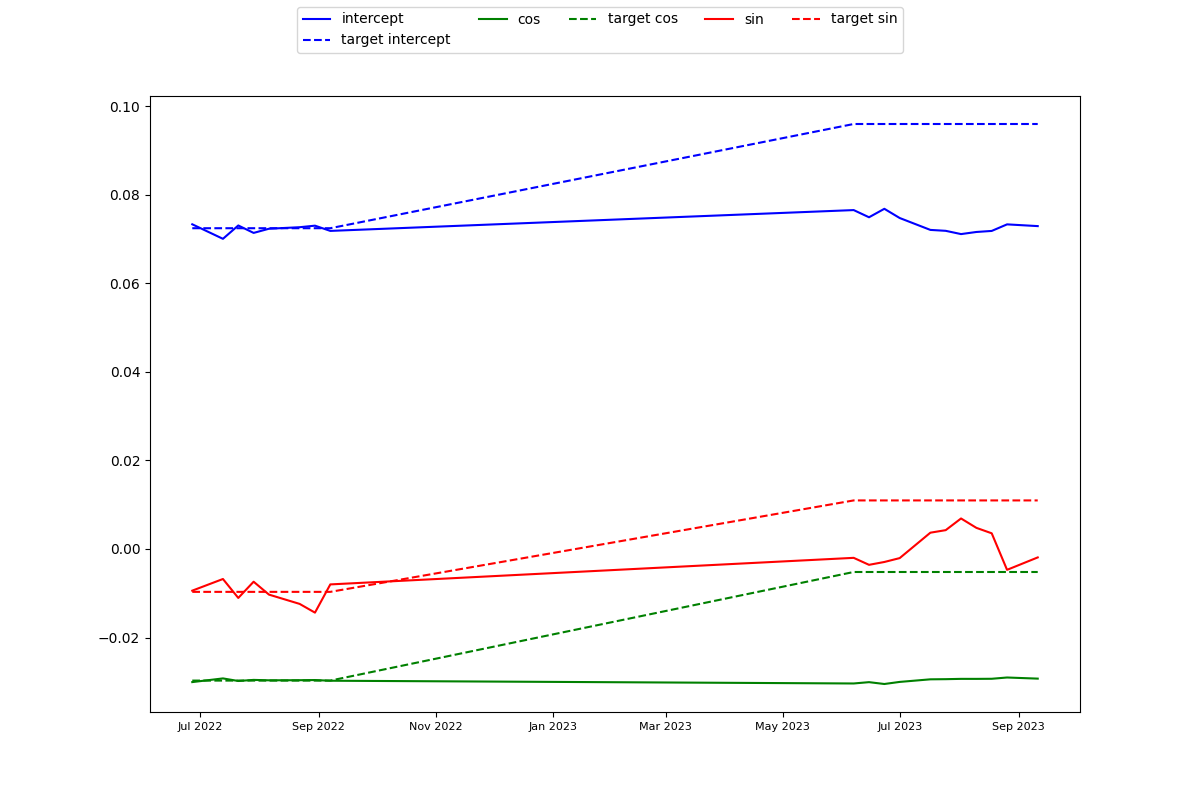 intercept cos target cos sin target sin
target intercept
0.10
0.08
0.06
0.04
0.02
0.00
−0.02
Jul 2022 Sep 2022 Nov 2022 Jan 2023 Mar 2023 May 2023 Jul 2023 Sep 2023